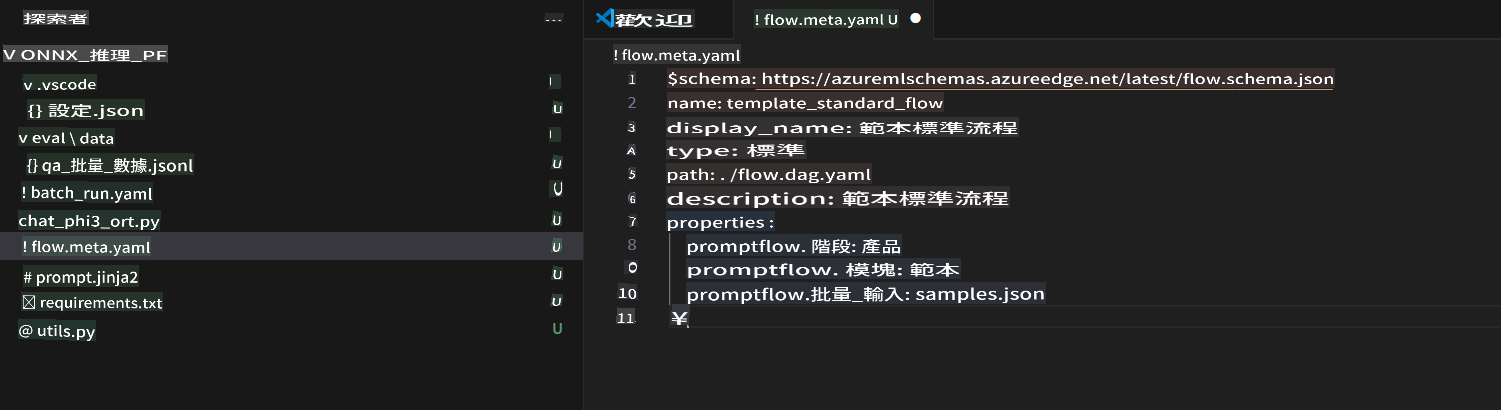 探索者
...
v ONNX_推理_PF
v .vscode
{} 設定.json U
v eval \ data
{} qa_批量_數據.jsonl U
! batch_run.yaml U
chat_phi3_ort.py U
! flow.meta.yaml U
# prompt.jinja2 U
requirements.txt U
@ utils.py U
歡迎
! flow.meta.yaml U
! flow.meta.yaml
1 $schema: https://azuremlschemas.azureedge.net/latest/flow.schema.json
2 name: template_standard_flow
3 display_name: 範本標準流程
A type: 標準
5 path: . /flow.dag.yaml
6 description: 範本標準流程
7 properties :
8 promptflow. 階段: 產品
9 promptflow. 模塊: 範本
10 promptflow.批量_輸入: samples.json
11 ¥